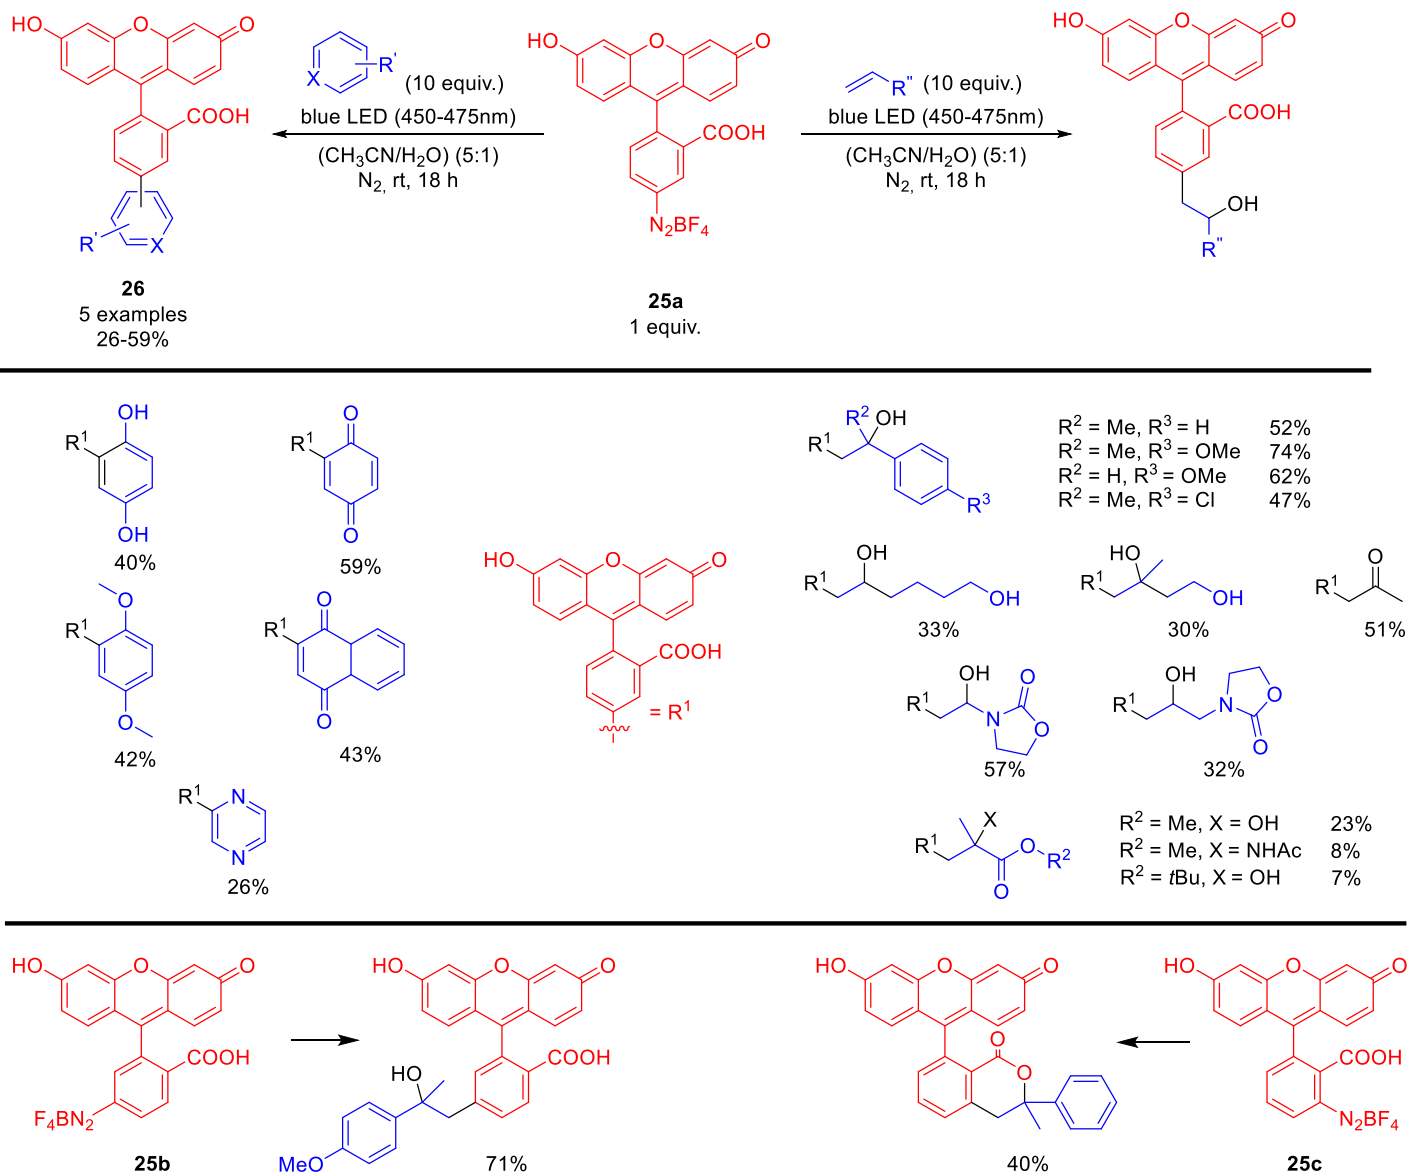 HO O O
COOH
R' X
26
5 examples
26-59%
X R' (10 equiv.)
blue LED (450-475nm)
(CH₃CN/H₂O) (5:1)
N₂, rt, 18 h
HO O O
COOH
N₂BF₄
25a
1 equiv.
R" (10 equiv.)
blue LED (450-475nm)
(CH₃CN/H₂O) (5:1)
N₂, rt, 18 h
HO O O
COOH
OH
R"
OH
R¹
OH
40%
O
R¹
O
59%
O
R¹
O
42%
O
R¹
O
43%
R¹ N
N
26%
HO O O
COOH
= R¹
R² OH
R¹
R³
R² = Me, R³ = H 52%
R² = Me, R³ = OMe 74%
R² = H, R³ = OMe 62%
R² = Me, R³ = Cl 47%
OH
R¹
OH
33%
HO
R¹
OH
30%
O
R¹
51%
OH O
R¹ N
O
57%
OH
R¹ N O
O
32%
X
R¹ O R²
O
R² = Me, X = OH 23%
R² = Me, X = NHAc 8%
R² = tBu, X = OH 7%
HO O O
COOH
F₄BN₂
25b
HO O O
COOH
HO
MeO
71%
HO O O
O
O
40%
HO O O
COOH
N₂BF₄
25c